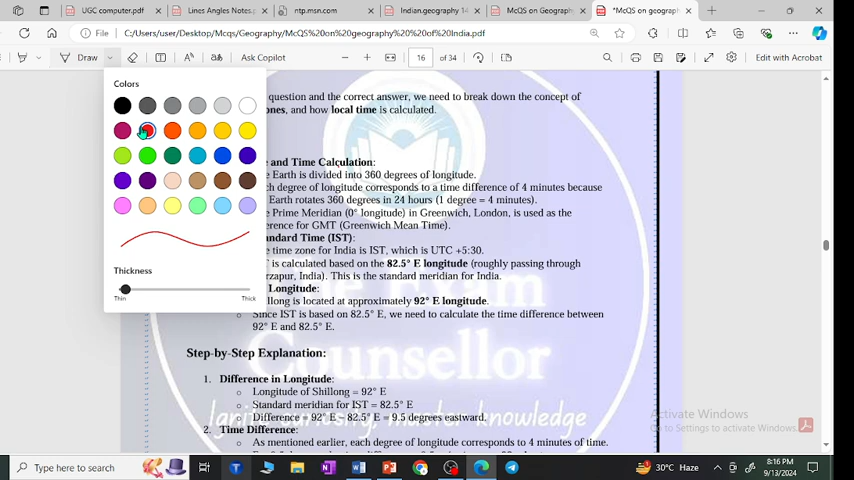 UGC computer.pdf
Lines Angles Notes.p
ntp.msn.com
Indian.geography 14
McQS on Geography
*McQS on geography
C:/Users/user/Desktop/Mcqs/Geography/McQS%20on%20geography%20%20of%20India.pdf
File
Draw
Ask Copilot
16
of 34
Edit with Acrobat
Colors
Thickness
Thin
Thick
question and the correct answer, we need to break down the concept of
ones, and how local time is calculated.
e and Time Calculation:
e Earth is divided into 360 degrees of longitude.
ch degree of longitude corresponds to a time difference of 4 minutes because
Earth rotates 360 degrees in 24 hours (1 degree = 4 minutes).
e Prime Meridian (0° longitude) in Greenwich, London, is used as the
erence for GMT (Greenwich Mean Time).
andard Time (IST):
e time zone for India is IST, which is UTC +5:30.
T is calculated based on the 82.5° E longitude (roughly passing through
rzapur, India). This is the standard meridian for India.
Longitude:
illong is located at approximately 92° E longitude.
Since IST is based on 82.5° E, we need to calculate the time difference between
92° E and 82.5° E.
Step-by-Step Explanation:
1. Difference in Longitude:
Longitude of Shillong = 92° E
Standard meridian for IST = 82.5° E
Difference = 92° E − 82.5° E = 9.5 degrees eastward.
2. Time Difference:
As mentioned earlier, each degree of longitude corresponds to 4 minutes of time.
Exam
Counsellor
Ignite curiosity, master knowledge
Activate Windows
Go to Settings to activate Windows.
Type here to search
30°C Haze
8:16 PM
9/13/2024